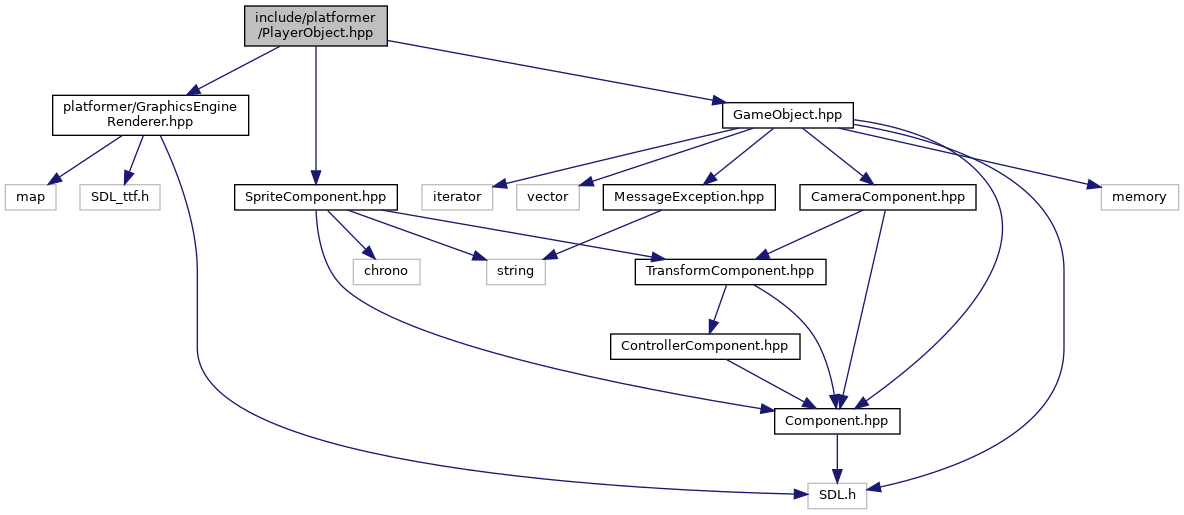 include/platformer
/PlayerObject.hpp
platformer/GraphicsEngine
Renderer.hpp
GameObject.hpp
map
SDL_ttf.h
SpriteComponent.hpp
iterator
vector
MessageException.hpp
CameraComponent.hpp
memory
chrono
string
TransformComponent.hpp
ControllerComponent.hpp
Component.hpp
SDL.h